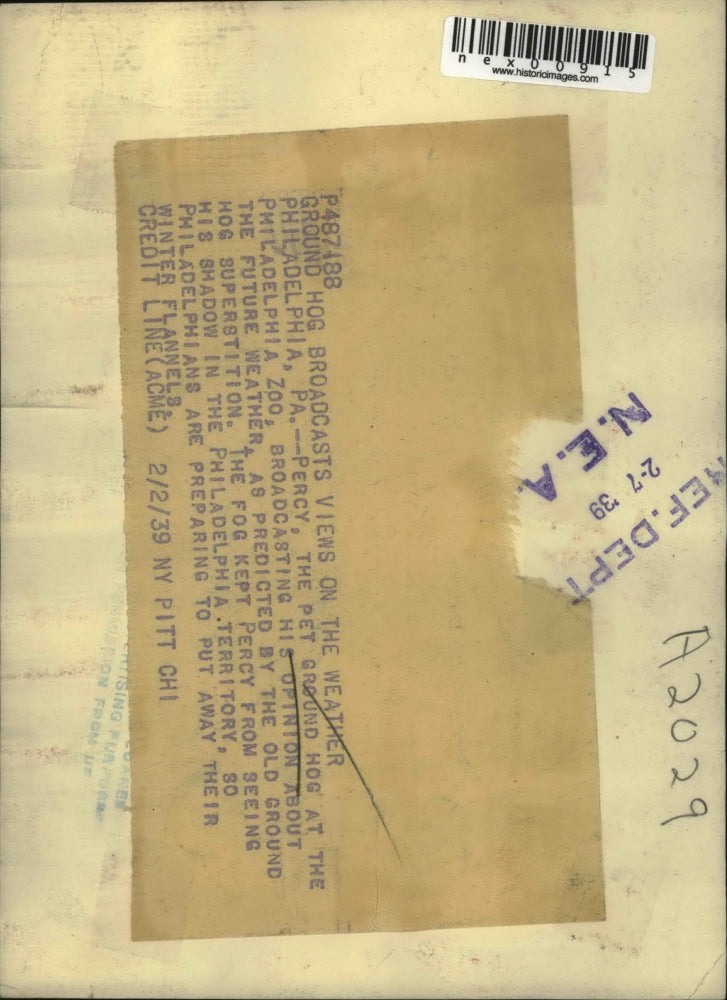 nex00915
www.historicimages.com
P487188
GROUND HOG BROADCASTS VIEWS ON THE WEATHER
PHILADELPHIA, PA.--PERCY, THE PET GROUND HOG AT THE
PHILADELPHIA ZOO, BROADCASTING HIS OPINION ABOUT
THE FUTURE WEATHER, AS PREDICTED BY THE OLD GROUND
HOG SUPERSTITION. THE FOG KEPT PERCY FROM SEEING
HIS SHADOW IN THE PHILADELPHIA TERRITORY, SO
PHILADELPHIANS ARE PREPARING TO PUT AWAY THEIR
WINTER FLANNELS.
CREDIT LINE (ACME) 2/2/39 NY PITT CHI
REF. DEPT.
2-7 '39
N.E.A.
A2029